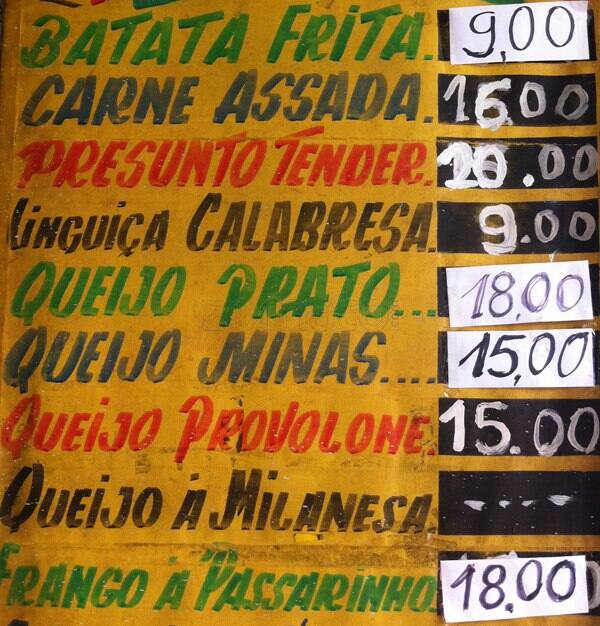 BATATA FRITA. 9,00
CARNE ASSADA. 16.00
PRESUNTO TENDER. 20.00
LINGUIÇA CALABRESA. 9.00
QUEIJO PRATO... 18,00
QUEIJO MINAS.... 15,00
QUEIJO PROVOLONE. 15.00
QUEIJO À MILANESA. ----
FRANGO À PASSARINHO 18.00